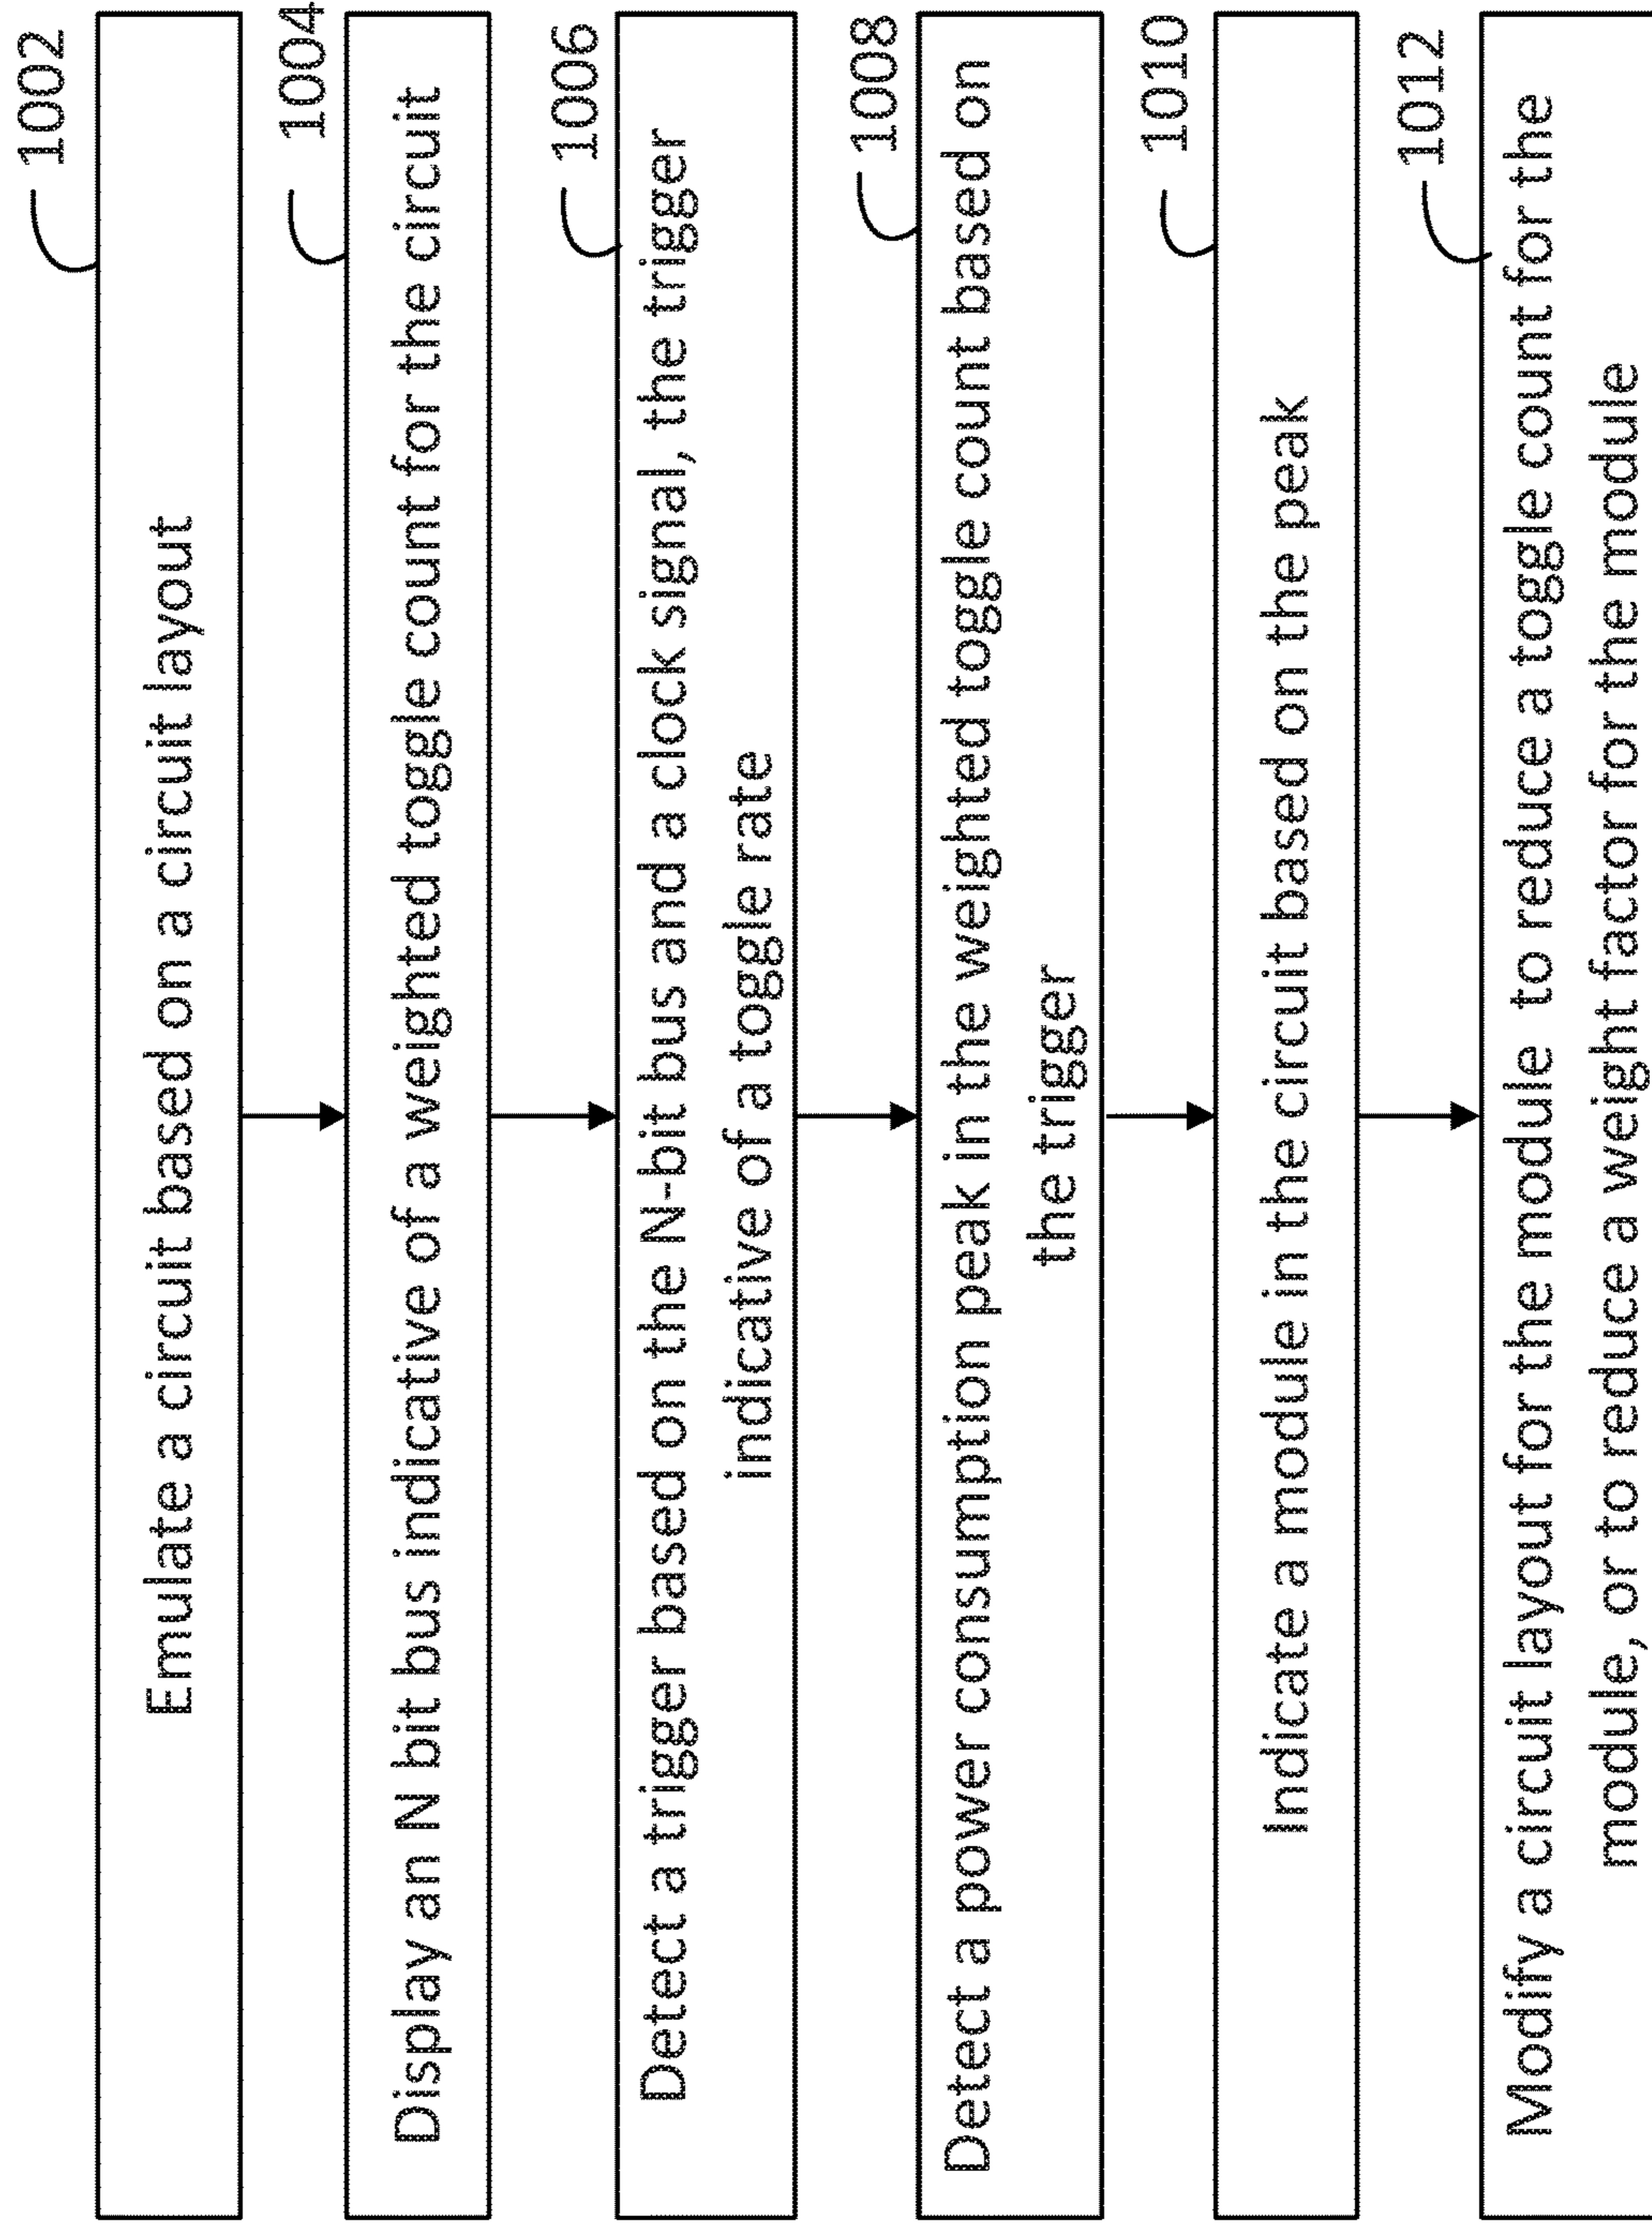 1002
Emulate a circuit based on a circuit layout
1004
Display an N bit bus indicative of a weighted toggle count for the circuit
1006
Detect a trigger based on the N-bit bus and a clock signal, the trigger
indicative of a toggle rate
1008
Detect a power consumption peak in the weighted toggle count based on
the trigger
1010
Indicate a module in the circuit based on the peak
1012
Modify a circuit layout for the module to reduce a toggle count for the
module, or to reduce a weight factor for the module